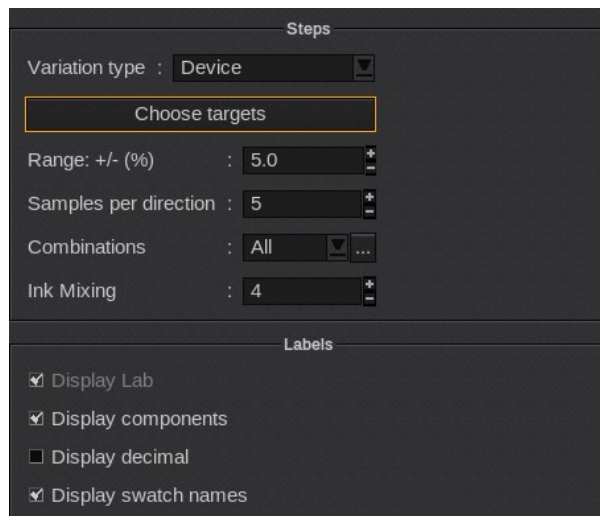 Steps
Variation type : Device
Choose targets
Range: +/- (%) : 5.0
Samples per direction : 5
Combinations : All ...
Ink Mixing : 4
Labels
Display Lab
Display components
Display decimal
Display swatch names